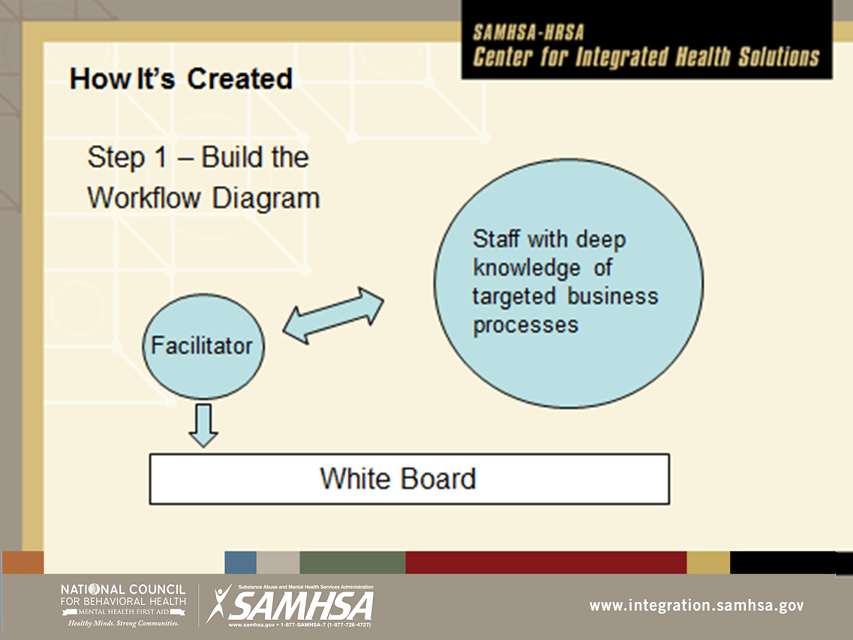 SAMHSA-HRSA
Center for Integrated Health Solutions
How It's Created
Step 1 – Build the
Workflow Diagram
Staff with deep
knowledge of
targeted business
processes
Facilitator
White Board
NATIONAL COUNCIL
FOR BEHAVIORAL HEALTH
MENTAL HEALTH FIRST AID
Healthy Minds. Strong Communities.
Substance Abuse and Mental Health Services Administration
SAMHSA
www.samhsa.gov • 1-877-SAMHSA-7 (1-877-726-4727)
www.integration.samhsa.gov